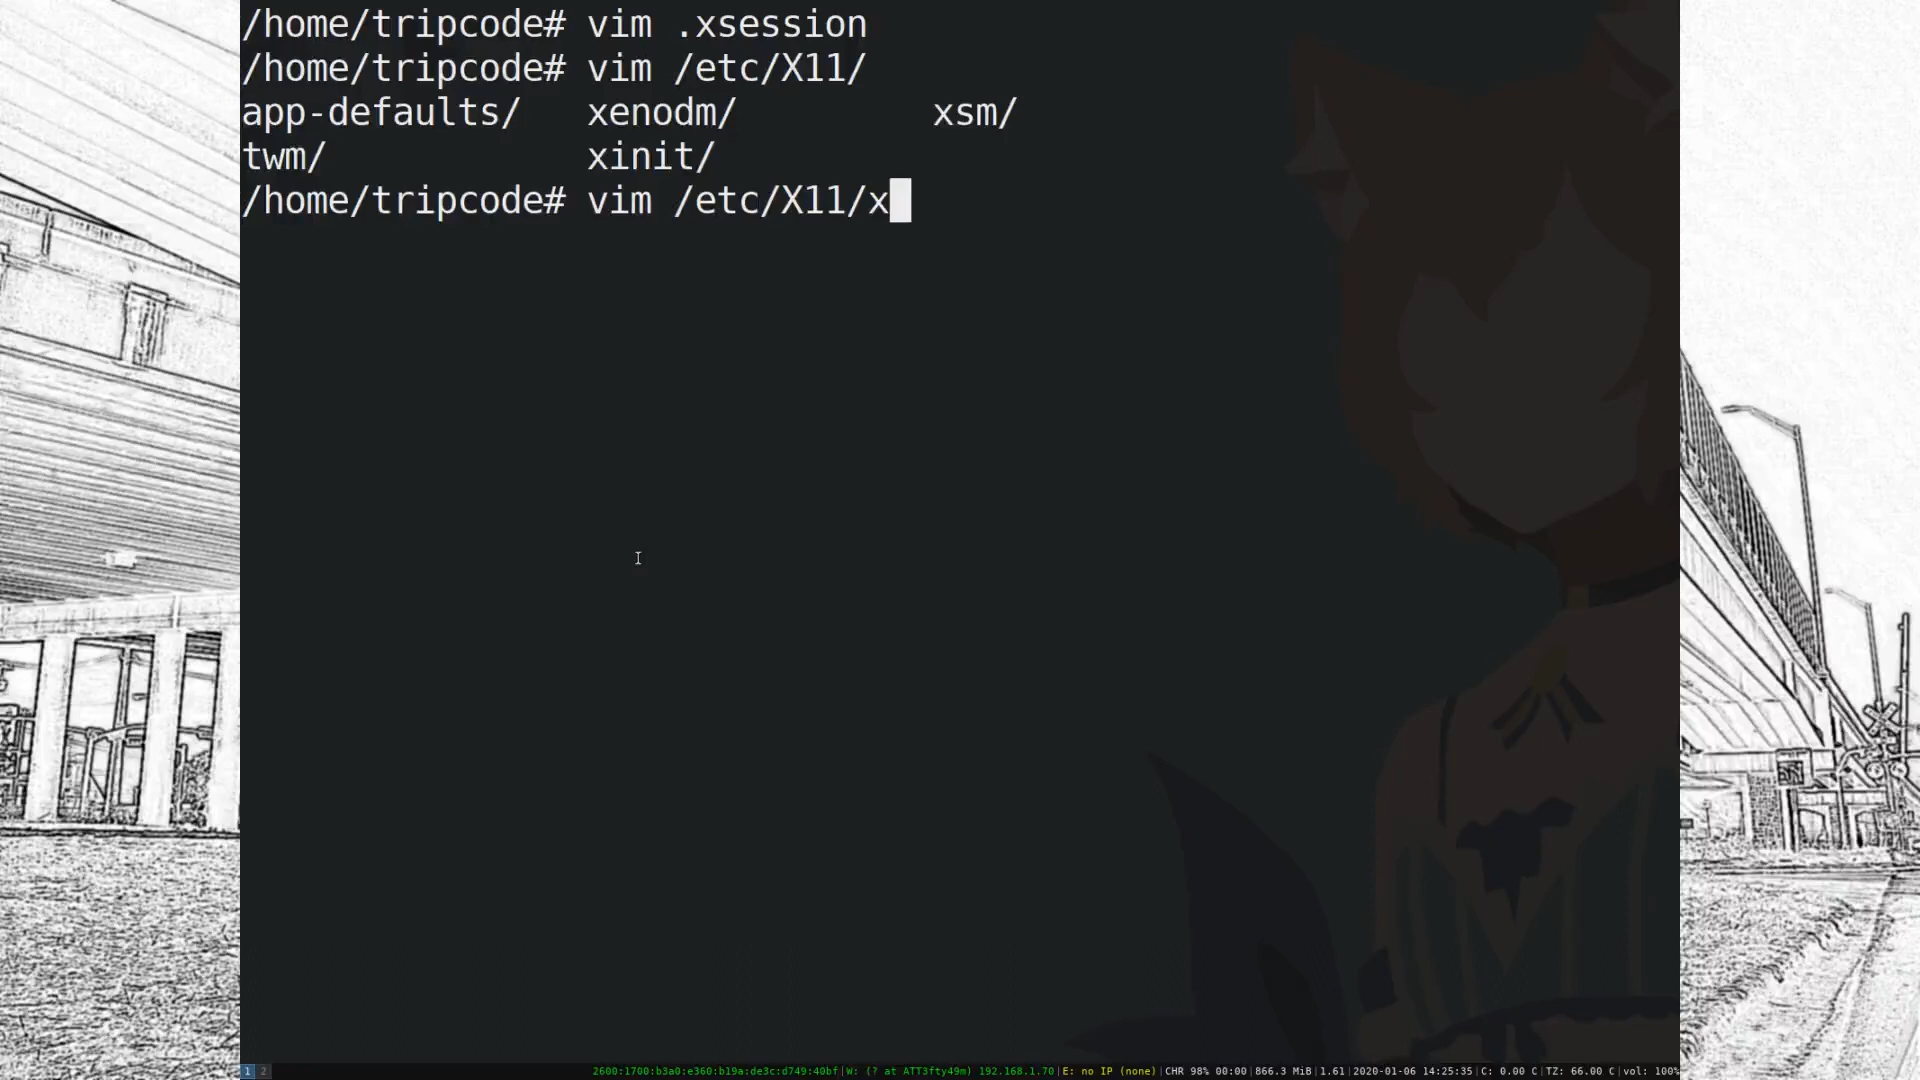 /home/tripcode# vim .xsession
/home/tripcode# vim /etc/X11/
app-defaults/ xenodm/ xsm/
twm/ xinit/
/home/tripcode# vim /etc/X11/x
1 2 2600:1700:b3a0:e360:b19a:de3c:d749:40bf|W: (? at ATT3fty49m) 192.168.1.70|E: no IP (none)|CHR 98% 00:00|866.3 MiB|1.61|2020-01-06 14:25:35|C: 0.00 C|TZ: 66.00 C|vol: 100%